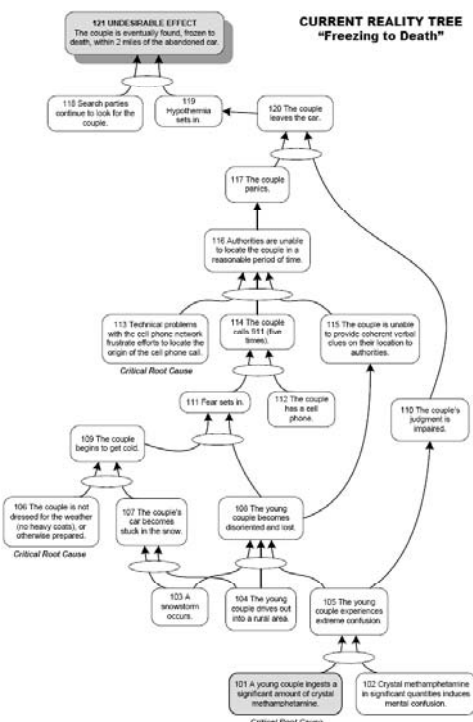 CURRENT REALITY TREE
“Freezing to Death”
121 UNDESIRABLE EFFECT
The couple is eventually found, frozen to
death, within 2 miles of the abandoned car.
118 Search parties
continue to look for the
couple.
119
Hypothermia
sets in.
120 The couple
leaves the car.
117 The couple
panics.
116 Authorities are unable
to locate the couple in a
reasonable period of time.
113 Technical problems
with the cell phone network
frustrate efforts to locate the
origin of the cell phone call.
Critical Root Cause
114 The couple
calls 911 (five
times).
115 The couple is unable
to provide coherent verbal
clues on their location to
authorities.
111 Fear sets in.
112 The couple
has a cell
phone.
110 The couple's
judgment is
impaired.
109 The couple
begins to get cold.
106 The couple is not
dressed for the weather
(no heavy coats), or
otherwise prepared.
Critical Root Cause
107 The couple's
car becomes
stuck in the snow.
108 The young
couple becomes
disoriented and lost.
103 A
snowstorm
occurs.
104 The young
couple drives out
into a rural area.
105 The young
couple experiences
extreme confusion.
101 A young couple ingests a
significant amount of crystal
methamphetamine.
Critical Root Cause
102 Crystal methamphetamine
in significant quantities induces
mental confusion.